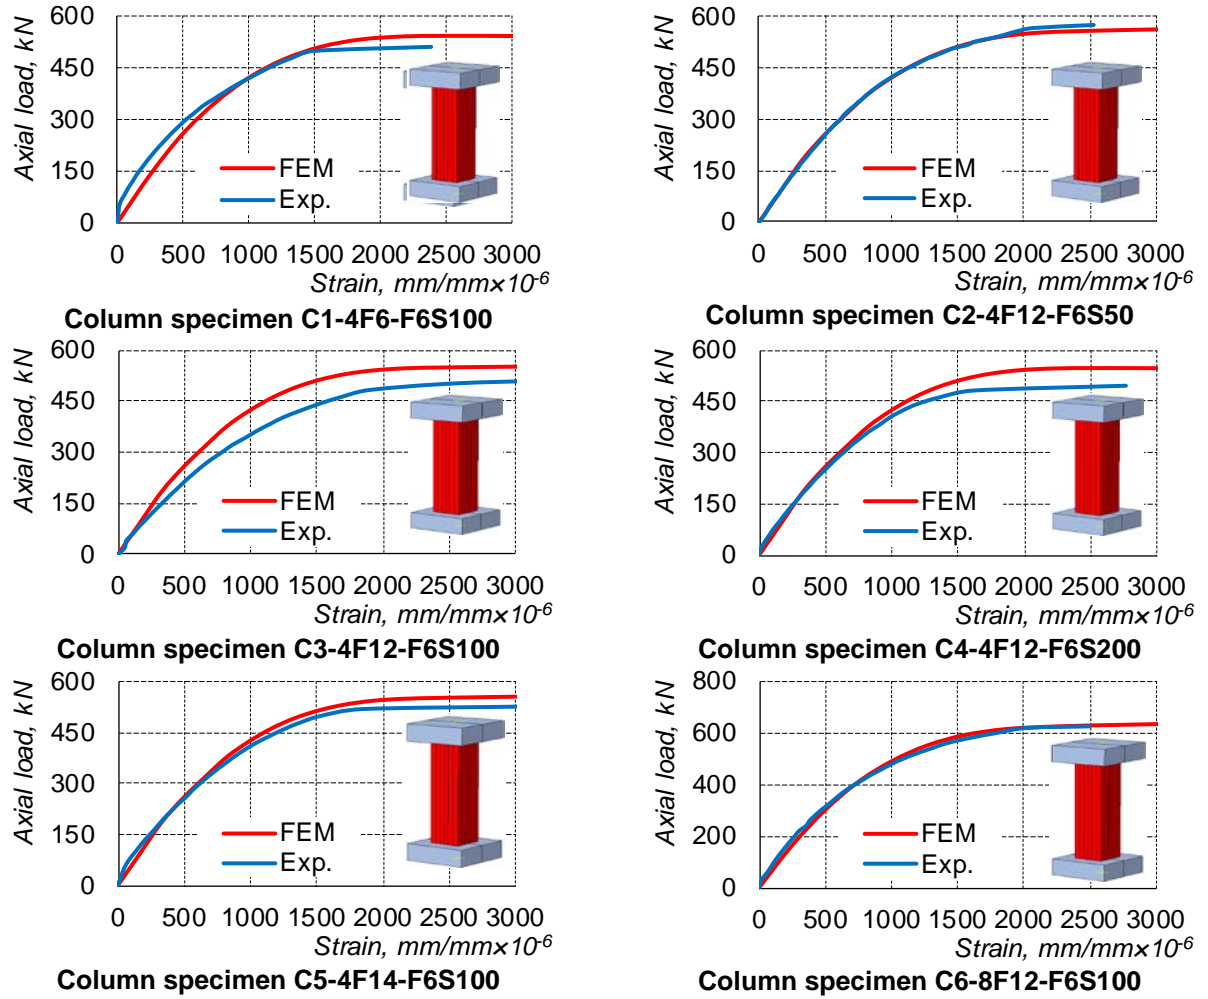 Axial load, kN
600
450
300
150
0
FEM
Exp.
0 500 1000 1500 2000 2500 3000
Strain, mm/mm×10-6
Column specimen C1-4F6-F6S100
Axial load, kN
600
450
300
150
0
FEM
Exp.
0 500 1000 1500 2000 2500 3000
Strain, mm/mm×10-6
Column specimen C2-4F12-F6S50
Axial load, kN
600
450
300
150
0
FEM
Exp.
0 500 1000 1500 2000 2500 3000
Strain, mm/mm×10-6
Column specimen C3-4F12-F6S100
Axial load, kN
600
450
300
150
0
FEM
Exp.
0 500 1000 1500 2000 2500 3000
Strain, mm/mm×10-6
Column specimen C4-4F12-F6S200
Axial load, kN
600
450
300
150
0
FEM
Exp.
0 500 1000 1500 2000 2500 3000
Strain, mm/mm×10-6
Column specimen C5-4F14-F6S100
Axial load, kN
800
600
400
200
0
FEM
Exp.
0 500 1000 1500 2000 2500 3000
Strain, mm/mm×10-6
Column specimen C6-8F12-F6S100